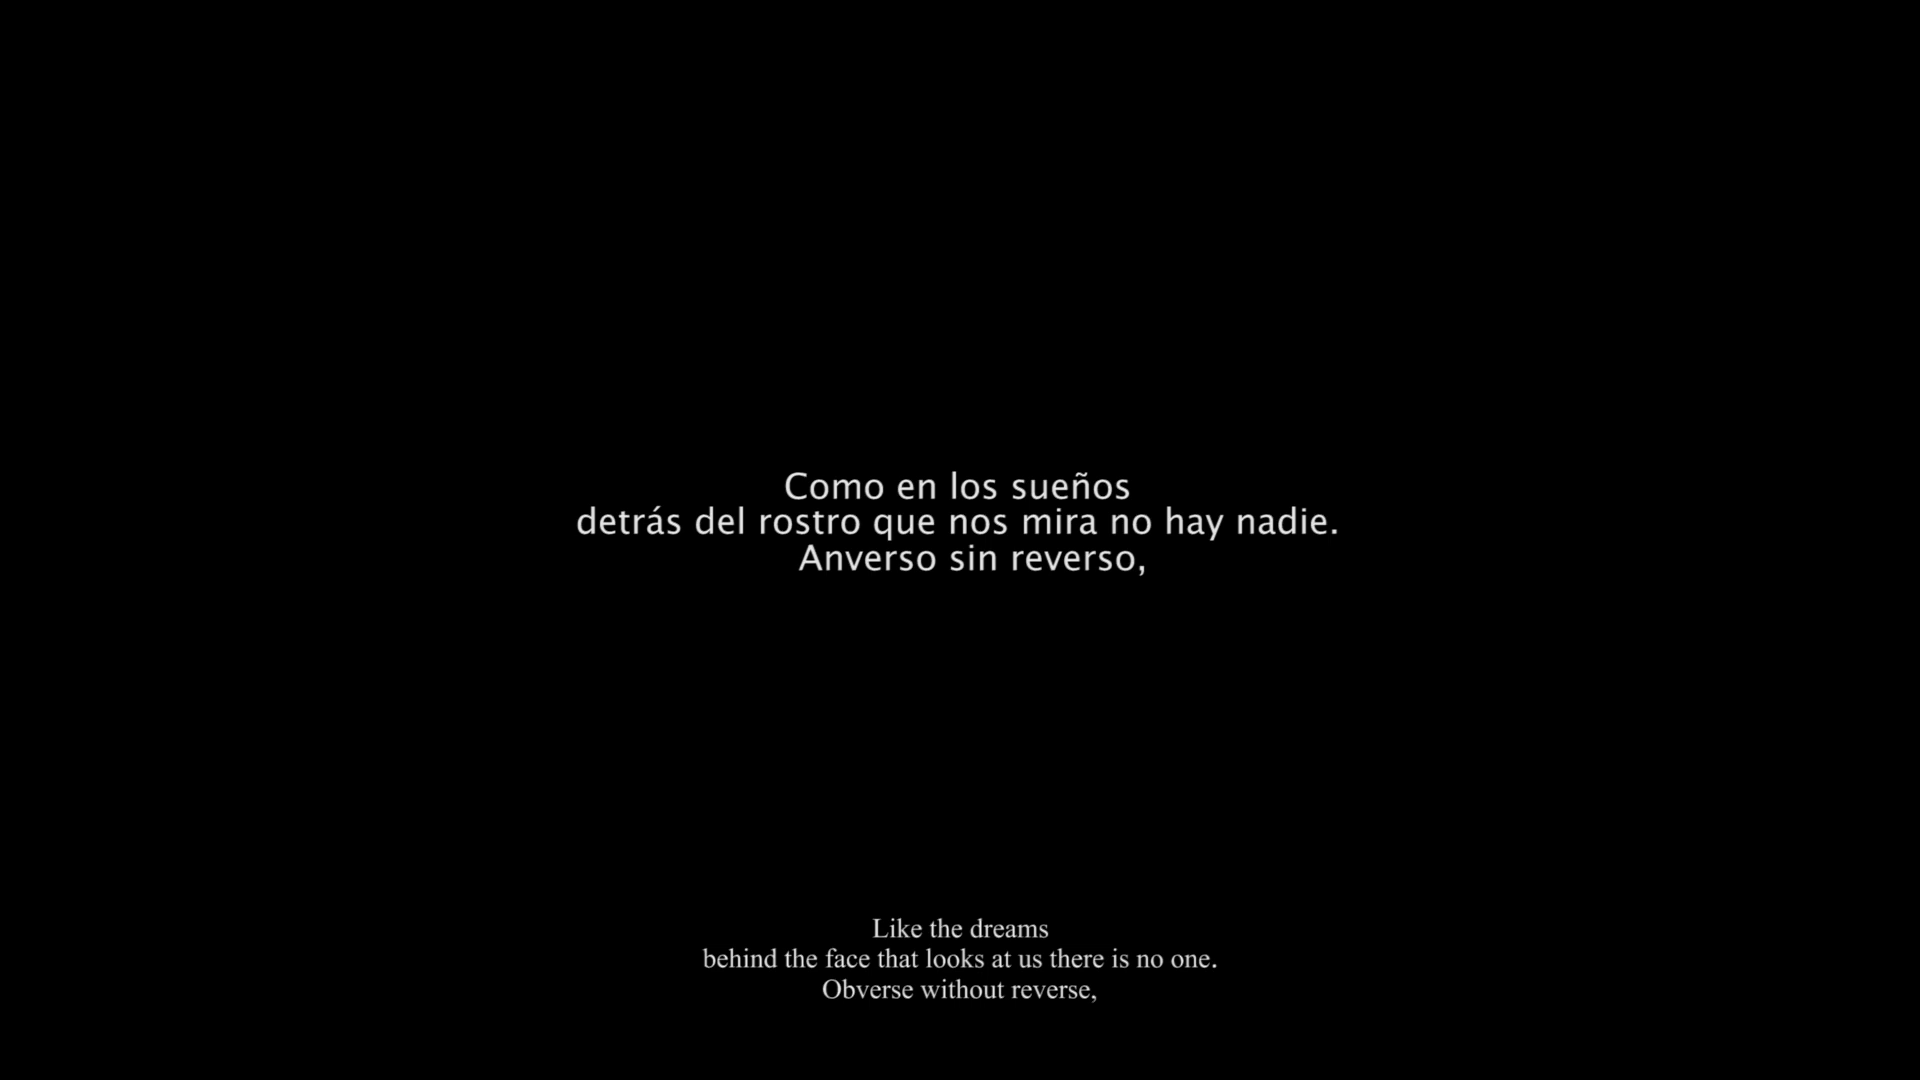 Como en los sueños
detrás del rostro que nos mira no hay nadie.
Anverso sin reverso,
Like the dreams
behind the face that looks at us there is no one.
Obverse without reverse,